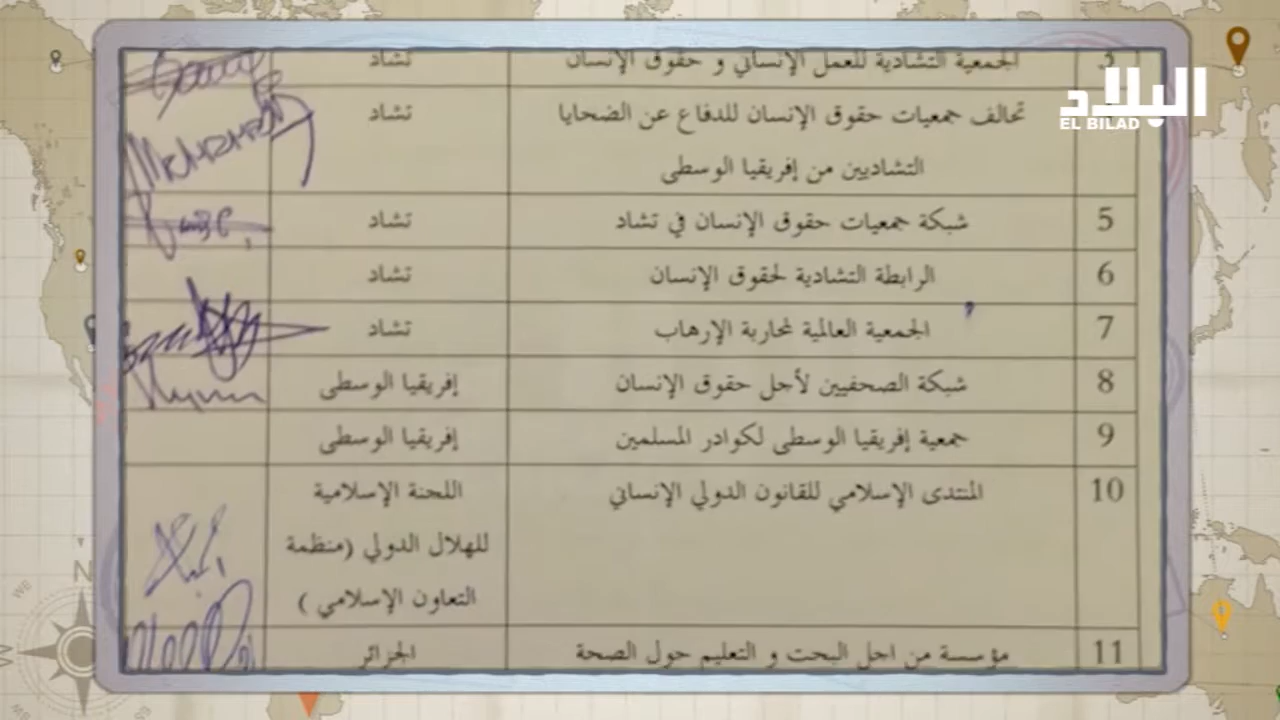 البلاد
EL BILAD
3 الجمعية التشادية للعمل الإنساني و حقوق الإنسان تشاد
تحالف جمعيات حقوق الإنسان للدفاع عن الضحايا تشاد
التشاديين من إفريقيا الوسطى
5 شبكة جمعيات حقوق الإنسان في تشاد تشاد
6 الرابطة التشادية لحقوق الإنسان تشاد
7 الجمعية العالمية لمحاربة الإرهاب تشاد
8 شبكة الصحفيين لأجل حقوق الإنسان إفريقيا الوسطى
9 جمعية إفريقيا الوسطى لكوادر المسلمين إفريقيا الوسطى
10 المنتدى الإسلامي للقانون الدولي الإنساني اللجنة الإسلامية
للهلال الدولي (منظمة
التعاون الإسلامي )
11 مؤسسة من اجل البحت و التعليم حول الصحة الجزائر
N
W
WS
SE